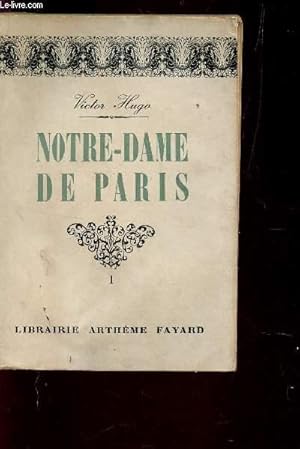 Le-livre.com
Victor Hugo
NOTRE-DAME
DE PARIS
1
LIBRAIRIE ARTHÈME FAYARD